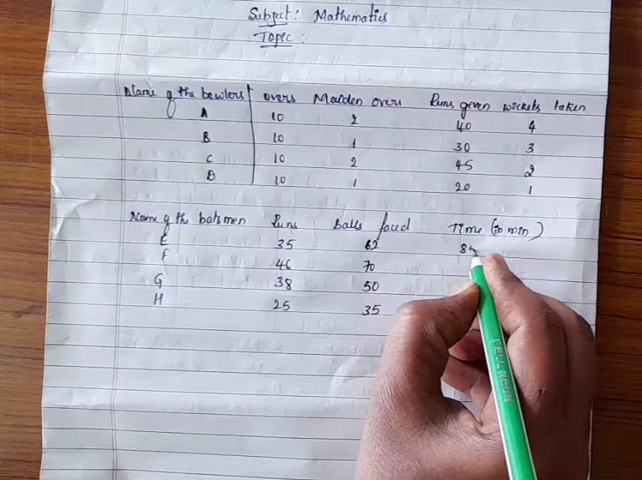 Subject: Mathematics
Topic:
Name of the bowlers overs Maiden overs Runs given wickets taken
A 10 2 40 4
B 10 1 30 3
C 10 2 45 2
D 10 1 20 1
Name of the batsmen Runs Balls faced Time (in min)
E 35 62
F 46 70
G 38 50
H 25 35